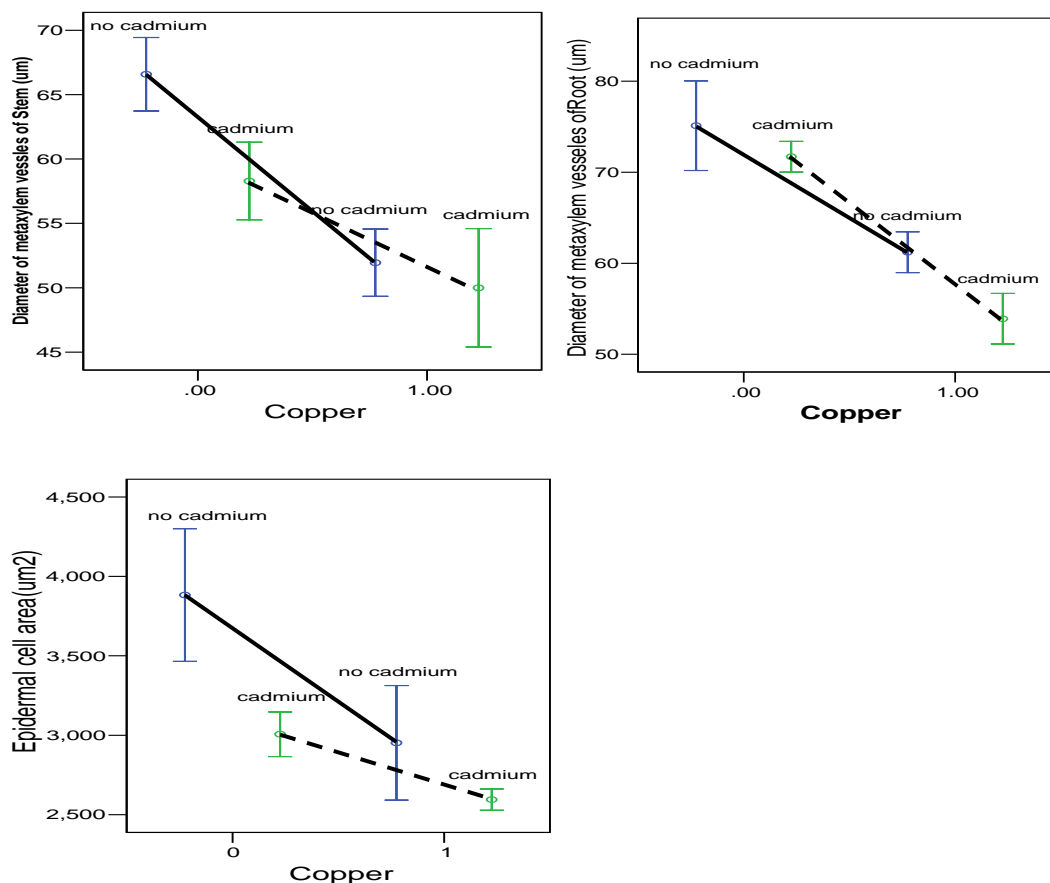 Diameter of metaxylem vessles of Stem (um)
70
65
60
55
50
45
no cadmium
cadmium
no cadmium
cadmium
.00
1.00
Copper
Diameter of metaxylem vesseles ofRoot (um)
80
70
60
50
no cadmium
cadmium
no cadmium
cadmium
.00
1.00
Copper
Epidermal cell area(um2)
4,500
4,000
3,500
3,000
2,500
no cadmium
cadmium
no cadmium
cadmium
0
1
Copper